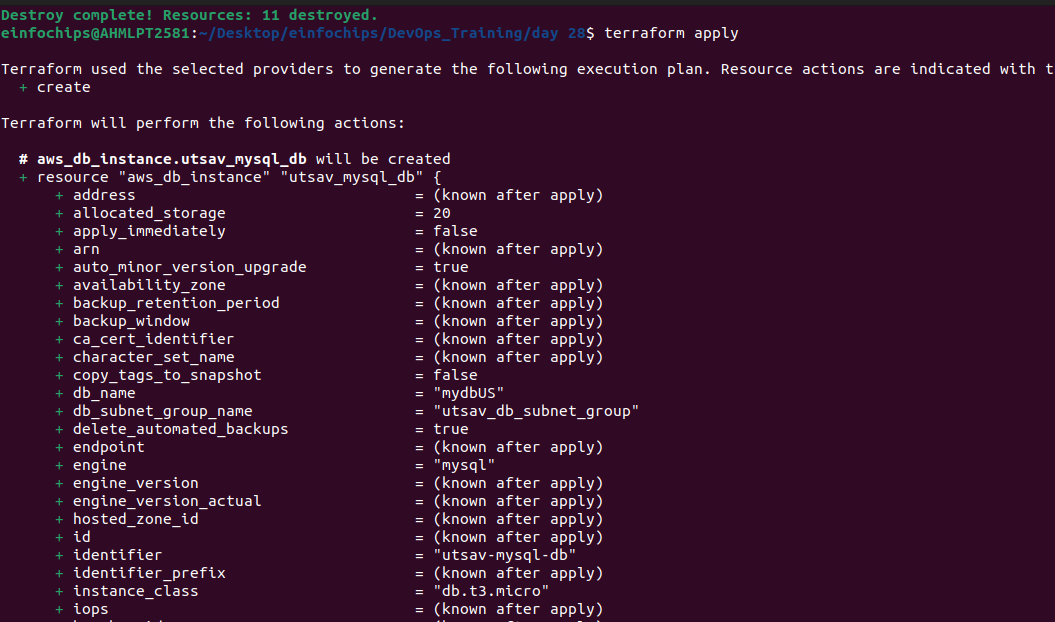 Destroy complete! Resources: 11 destroyed.
einfochips@AHMLPT2581:~/Desktop/einfochips/DevOps_Training/day 28$ terraform apply
Terraform used the selected providers to generate the following execution plan. Resource actions are indicated with t
+ create
Terraform will perform the following actions:
# aws_db_instance.utsav_mysql_db will be created
+ resource "aws_db_instance" "utsav_mysql_db" {
+ address = (known after apply)
+ allocated_storage = 20
+ apply_immediately = false
+ arn = (known after apply)
+ auto_minor_version_upgrade = true
+ availability_zone = (known after apply)
+ backup_retention_period = (known after apply)
+ backup_window = (known after apply)
+ ca_cert_identifier = (known after apply)
+ character_set_name = (known after apply)
+ copy_tags_to_snapshot = false
+ db_name = "mydbUS"
+ db_subnet_group_name = "utsav_db_subnet_group"
+ delete_automated_backups = true
+ endpoint = (known after apply)
+ engine = "mysql"
+ engine_version = (known after apply)
+ engine_version_actual = (known after apply)
+ hosted_zone_id = (known after apply)
+ id = (known after apply)
+ identifier = "utsav-mysql-db"
+ identifier_prefix = (known after apply)
+ instance_class = "db.t3.micro"
+ iops = (known after apply)